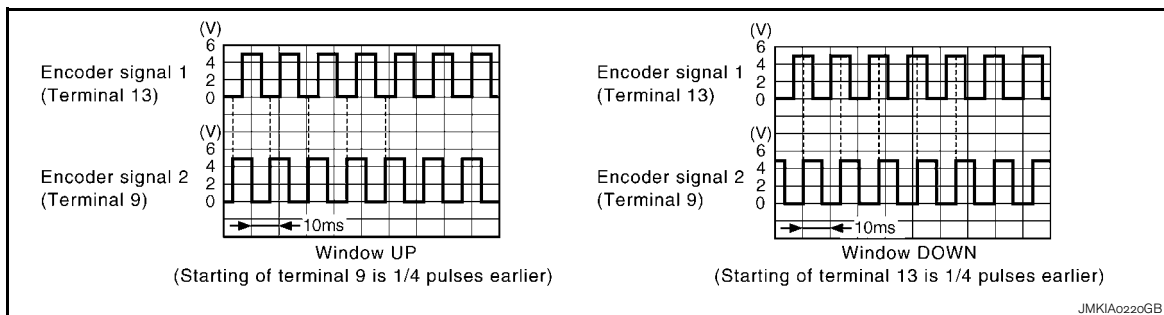 (V)
6
4
2
0
Encoder signal 1
(Terminal 13)
(V)
6
4
2
0
Encoder signal 2
(Terminal 9)
10ms
Window UP
(Starting of terminal 9 is 1/4 pulses earlier)
(V)
6
4
2
0
Encoder signal 1
(Terminal 13)
(V)
6
4
2
0
Encoder signal 2
(Terminal 9)
10ms
Window DOWN
(Starting of terminal 13 is 1/4 pulses earlier)
JMKIA0220GB